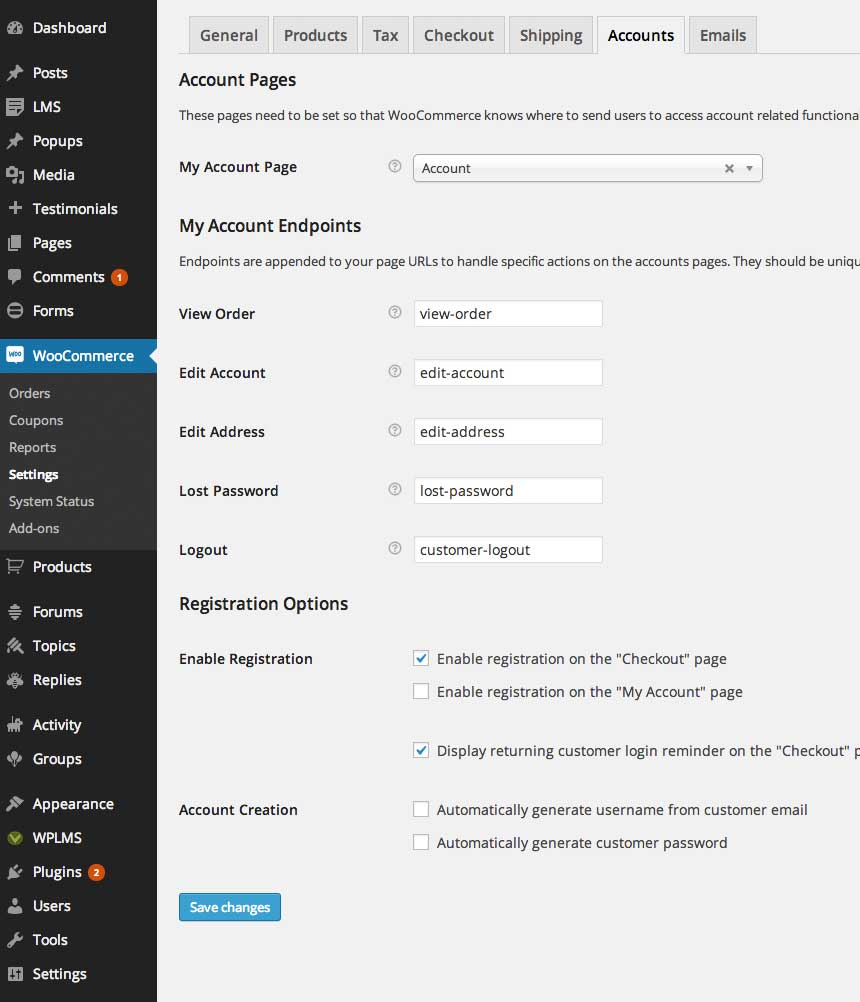 Dashboard
Posts
LMS
Popups
Media
Testimonials
Pages
Comments 1
Forms
woo WooCommerce
Orders
Coupons
Reports
Settings
System Status
Add-ons
Products
Forums
Topics
Replies
Activity
Groups
Appearance
WPLMS
Plugins 2
Users
Tools
Settings
General Products Tax Checkout Shipping Accounts Emails
Account Pages
These pages need to be set so that WooCommerce knows where to send users to access account related functiona
My Account Page ? Account × ▼
My Account Endpoints
Endpoints are appended to your page URLs to handle specific actions on the accounts pages. They should be uniqu
View Order ? view-order
Edit Account ? edit-account
Edit Address ? edit-address
Lost Password ? lost-password
Logout ? customer-logout
Registration Options
Enable Registration Enable registration on the "Checkout" page
Enable registration on the "My Account" page
Display returning customer login reminder on the "Checkout" p
Account Creation Automatically generate username from customer email
Automatically generate customer password
Save changes